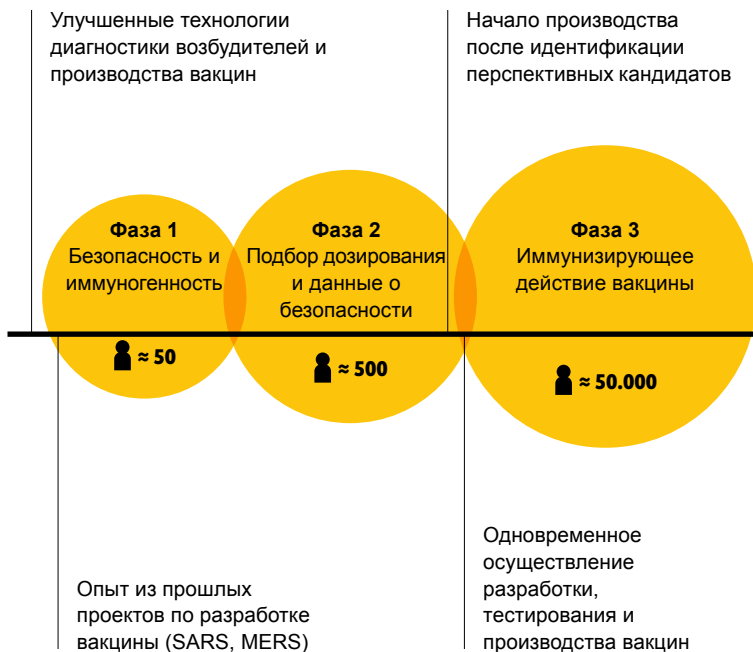 Улучшенные технологии
диагностики возбудителей и
производства вакцин
Начало производства
после идентификации
перспективных кандидатов
Фаза 1
Безопасность и
иммуногенность
≈ 50
Фаза 2
Подбор дозирования
и данные о
безопасности
≈ 500
Фаза 3
Иммунизирующее
действие вакцины
≈ 50.000
Опыт из прошлых
проектов по разработке
вакцины (SARS, MERS)
Одновременное
осуществление
разработки,
тестирования и
производства вакцин